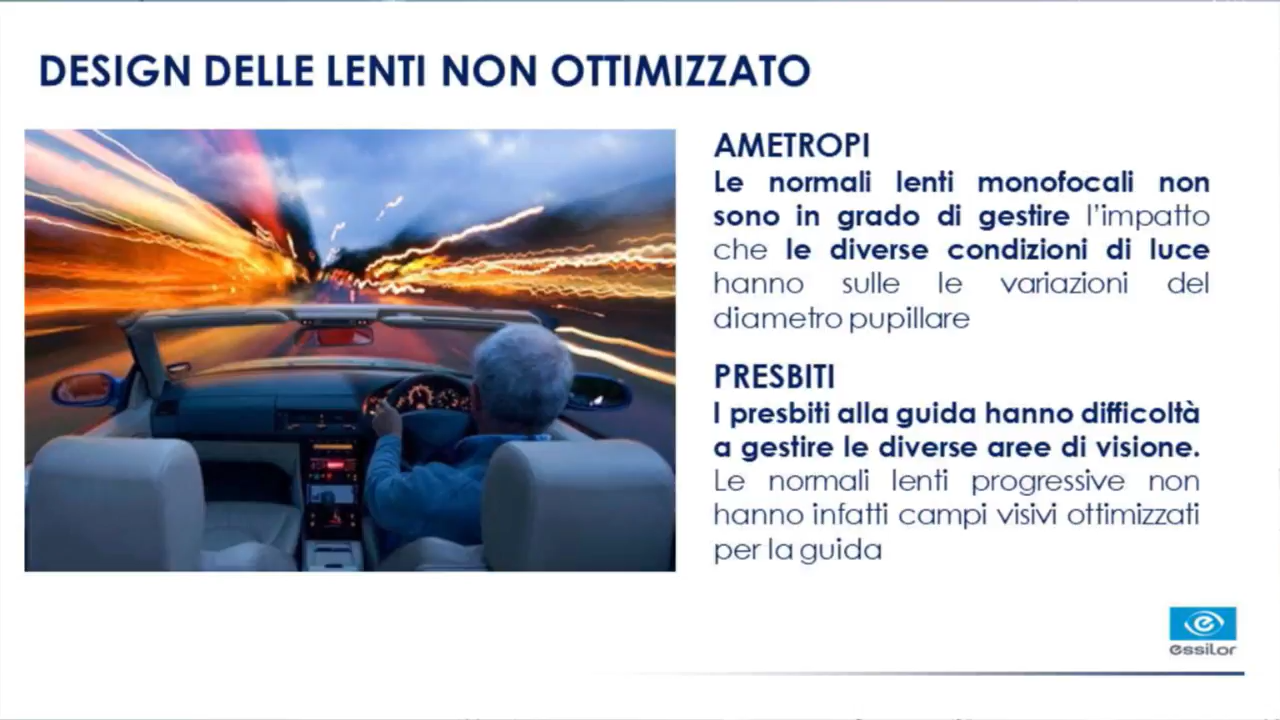 DESIGN DELLE LENTI NON OTTIMIZZATO
AMETROPI
Le normali lenti monofocali non
sono in grado di gestire l'impatto
che le diverse condizioni di luce
hanno sulle le variazioni del
diametro pupillare
PRESBITI
I presbiti alla guida hanno difficoltà
a gestire le diverse aree di visione.
Le normali lenti progressive non
hanno infatti campi visivi ottimizzati
per la guida
essilor